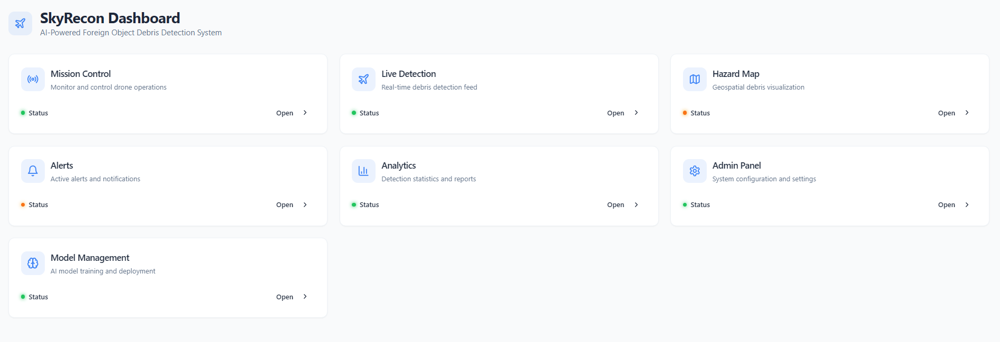 SkyRecon Dashboard
AI-Powered Foreign Object Debris Detection System
Mission Control
Monitor and control drone operations
Status
Open
Live Detection
Real-time debris detection feed
Status
Open
Hazard Map
Geospatial debris visualization
Status
Open
Alerts
Active alerts and notifications
Status
Open
Analytics
Detection statistics and reports
Status
Open
Admin Panel
System configuration and settings
Status
Open
Model Management
AI model training and deployment
Status
Open